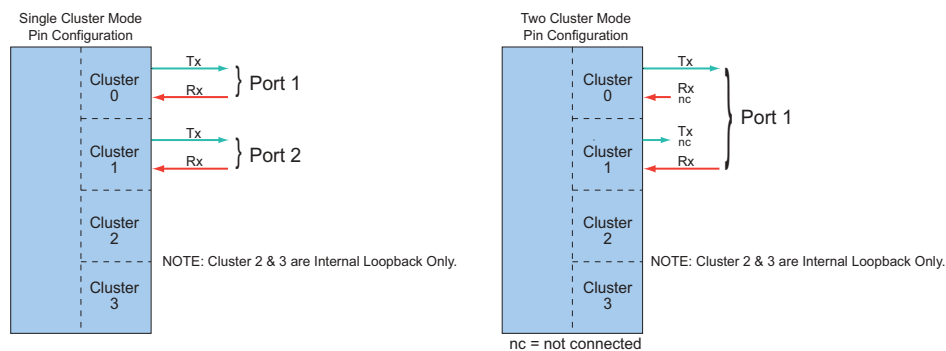 Single Cluster Mode
Pin Configuration
Cluster
0
Tx
Rx
Port 1
Cluster
1
Tx
Rx
Port 2
Cluster
2
NOTE: Cluster 2 & 3 are Internal Loopback Only.
Cluster
3
Two Cluster Mode
Pin Configuration
Cluster
0
Tx
Rx
nc
Port 1
Cluster
1
Tx
nc
Rx
Cluster
2
NOTE: Cluster 2 & 3 are Internal Loopback Only.
Cluster
3
nc = not connected